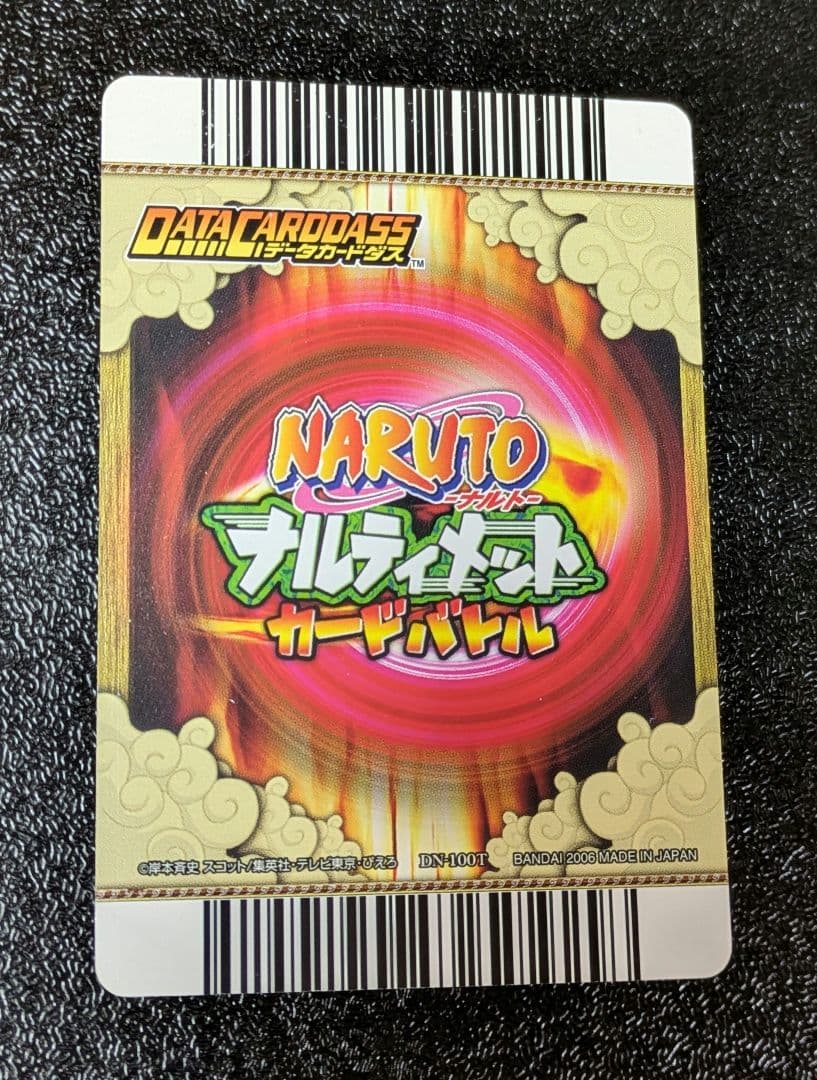 DATA CARDDASS
データカードダス
TM
NARUTO
-ナルト-
ナルティメット
カードバトル
©岸本斉史 スコット/集英社・テレビ東京・ぴえろ DN-100T BANDAI 2006 MADE IN JAPAN